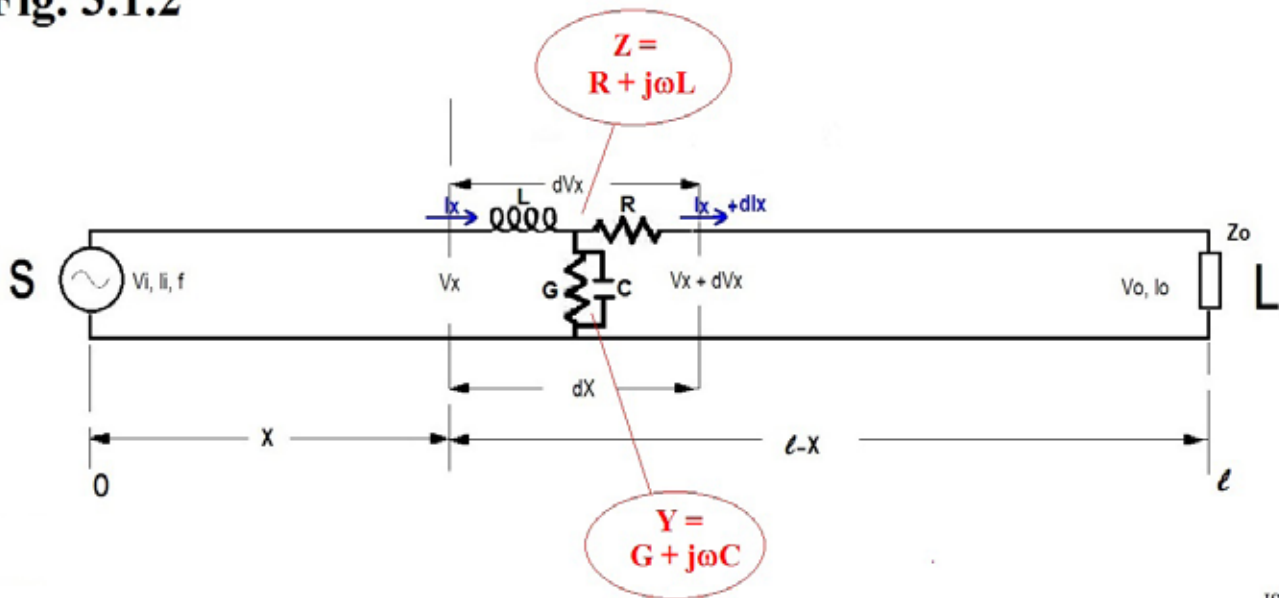 Fig. 3.1.2
Z =
R + jωL
dVx
L
Ix
R
Ix +dIx
Zo
S
Vi, Ii, f
Vx
G
C
Vx + dVx
Vo, Io
L
dX
X
ℓ-X
0
ℓ
Y =
G + jωC